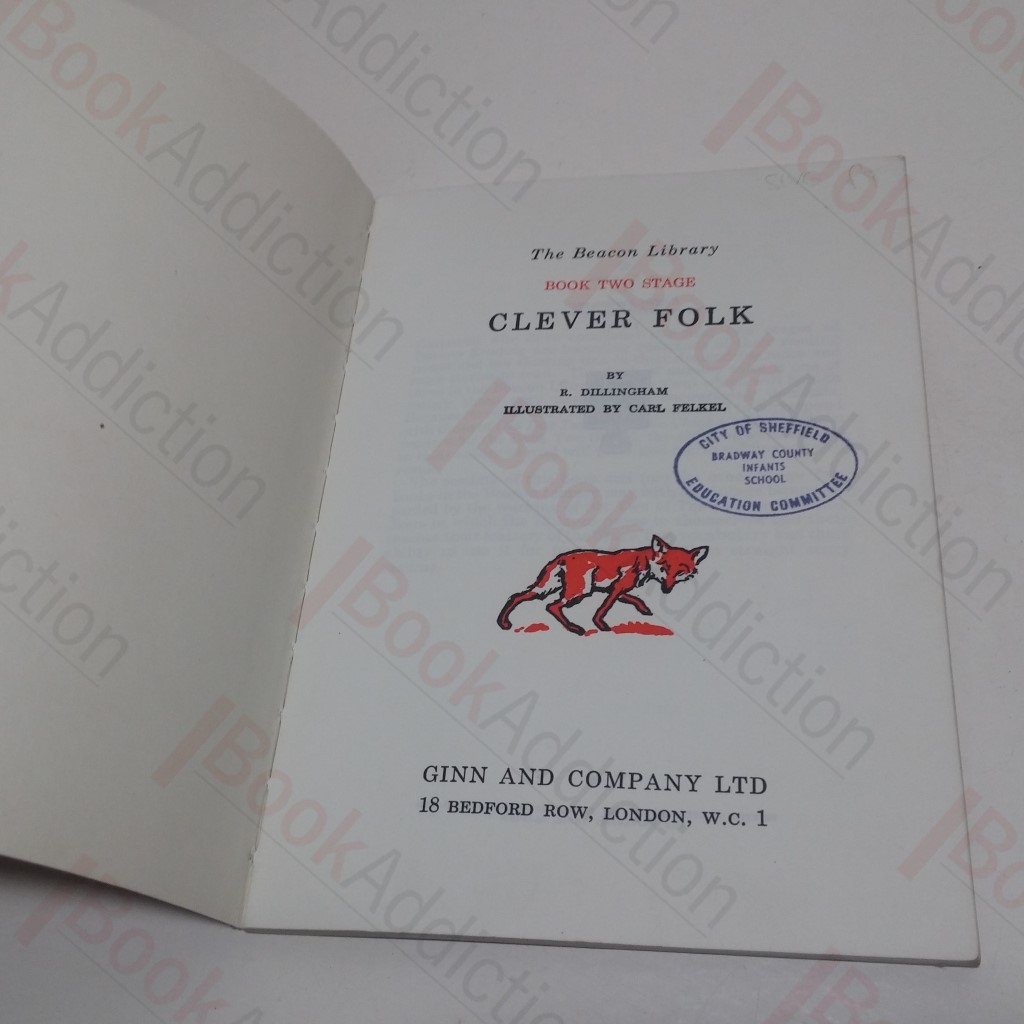 The Beacon Library
BOOK TWO STAGE
CLEVER FOLK
BY
R. DILLINGHAM
ILLUSTRATED BY CARL FELKEL
CITY OF SHEFFIELD
BRADWAY COUNTY
INFANTS
SCHOOL
EDUCATION COMMITTEE
GINN AND COMPANY LTD
18 BEDFORD ROW, LONDON, W.C. 1
BookAddiction